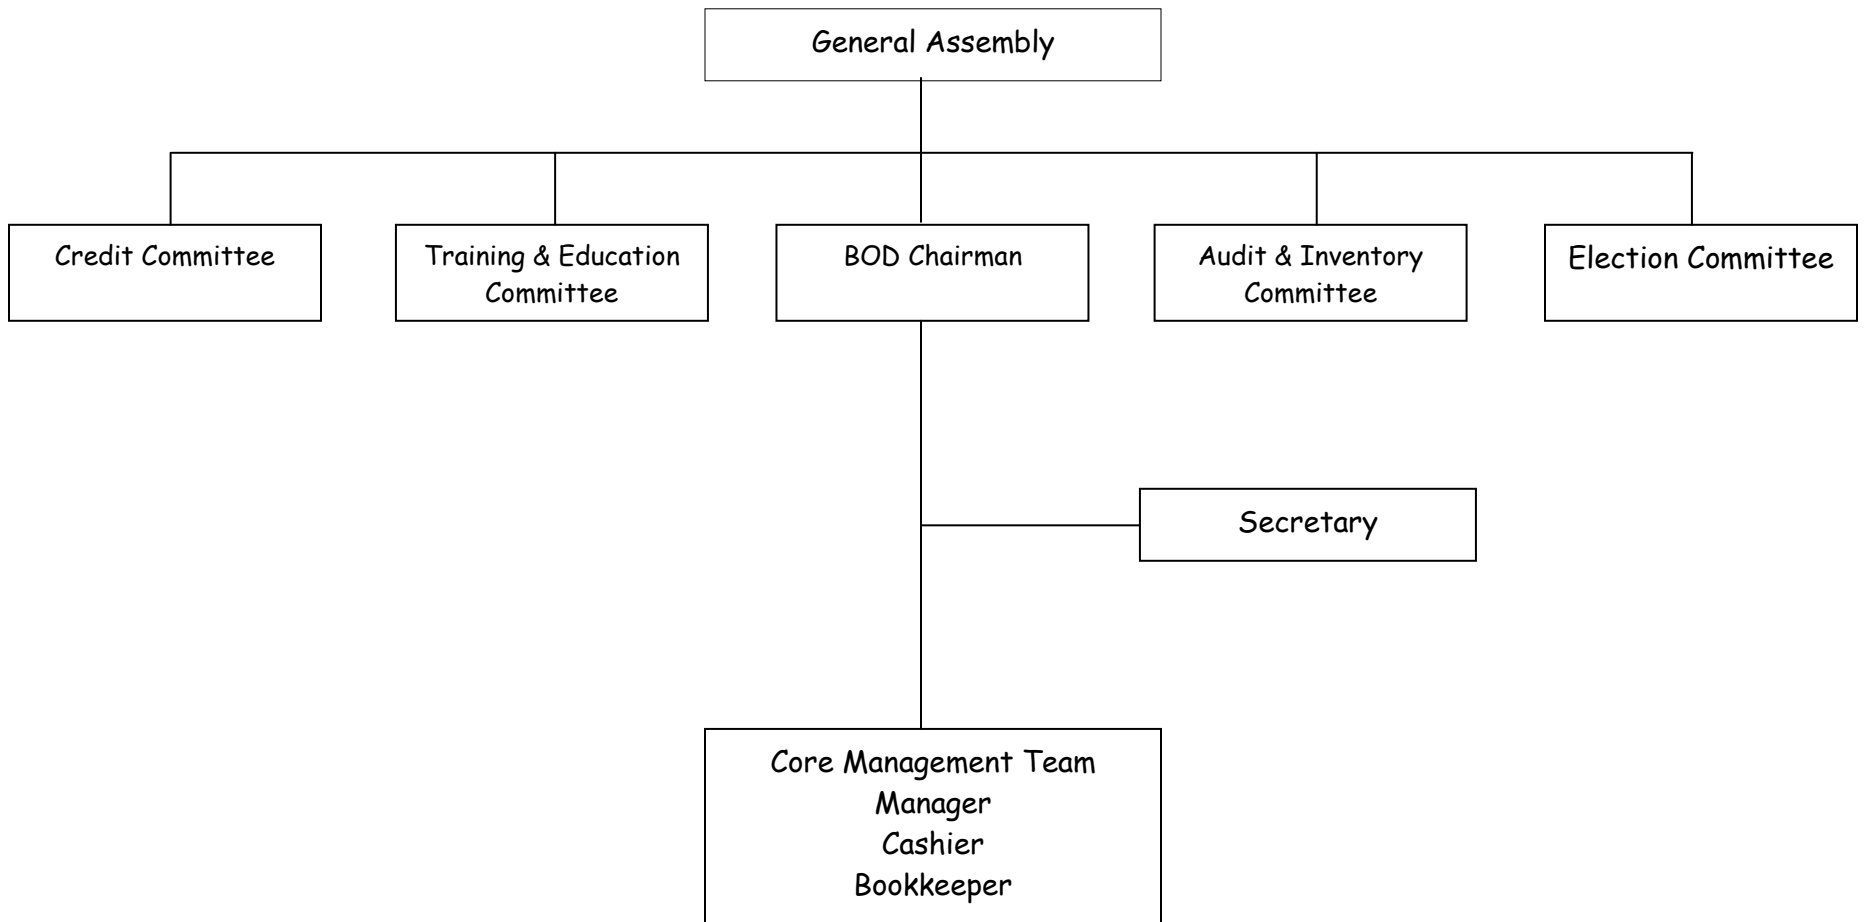 General Assembly
Credit Committee
Training & Education
Committee
BOD Chairman
Audit & Inventory
Committee
Election Committee
Secretary
Core Management Team
Manager
Cashier
Bookkeeper